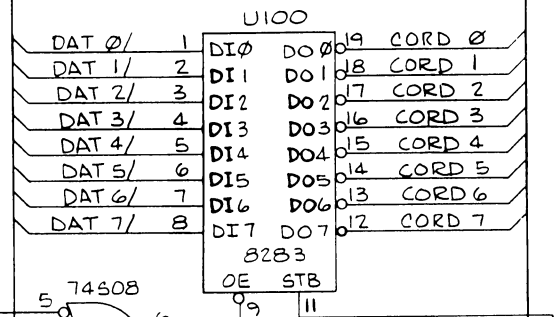 U100
DAT Ø/ 1 DIØ DOØ 19 CORD Ø
DAT 1/ 2 DI1 DO1 18 CORD 1
DAT 2/ 3 DI2 DO2 17 CORD 2
DAT 3/ 4 DI3 DO3 16 CORD 3
DAT 4/ 5 DI4 DO4 15 CORD 4
DAT 5/ 6 DI5 DO5 14 CORD 5
DAT 6/ 7 DI6 DO6 13 CORD 6
DAT 7/ 8 DI7 DO7 12 CORD 7
8283
OE STB
74S08
5 9 11